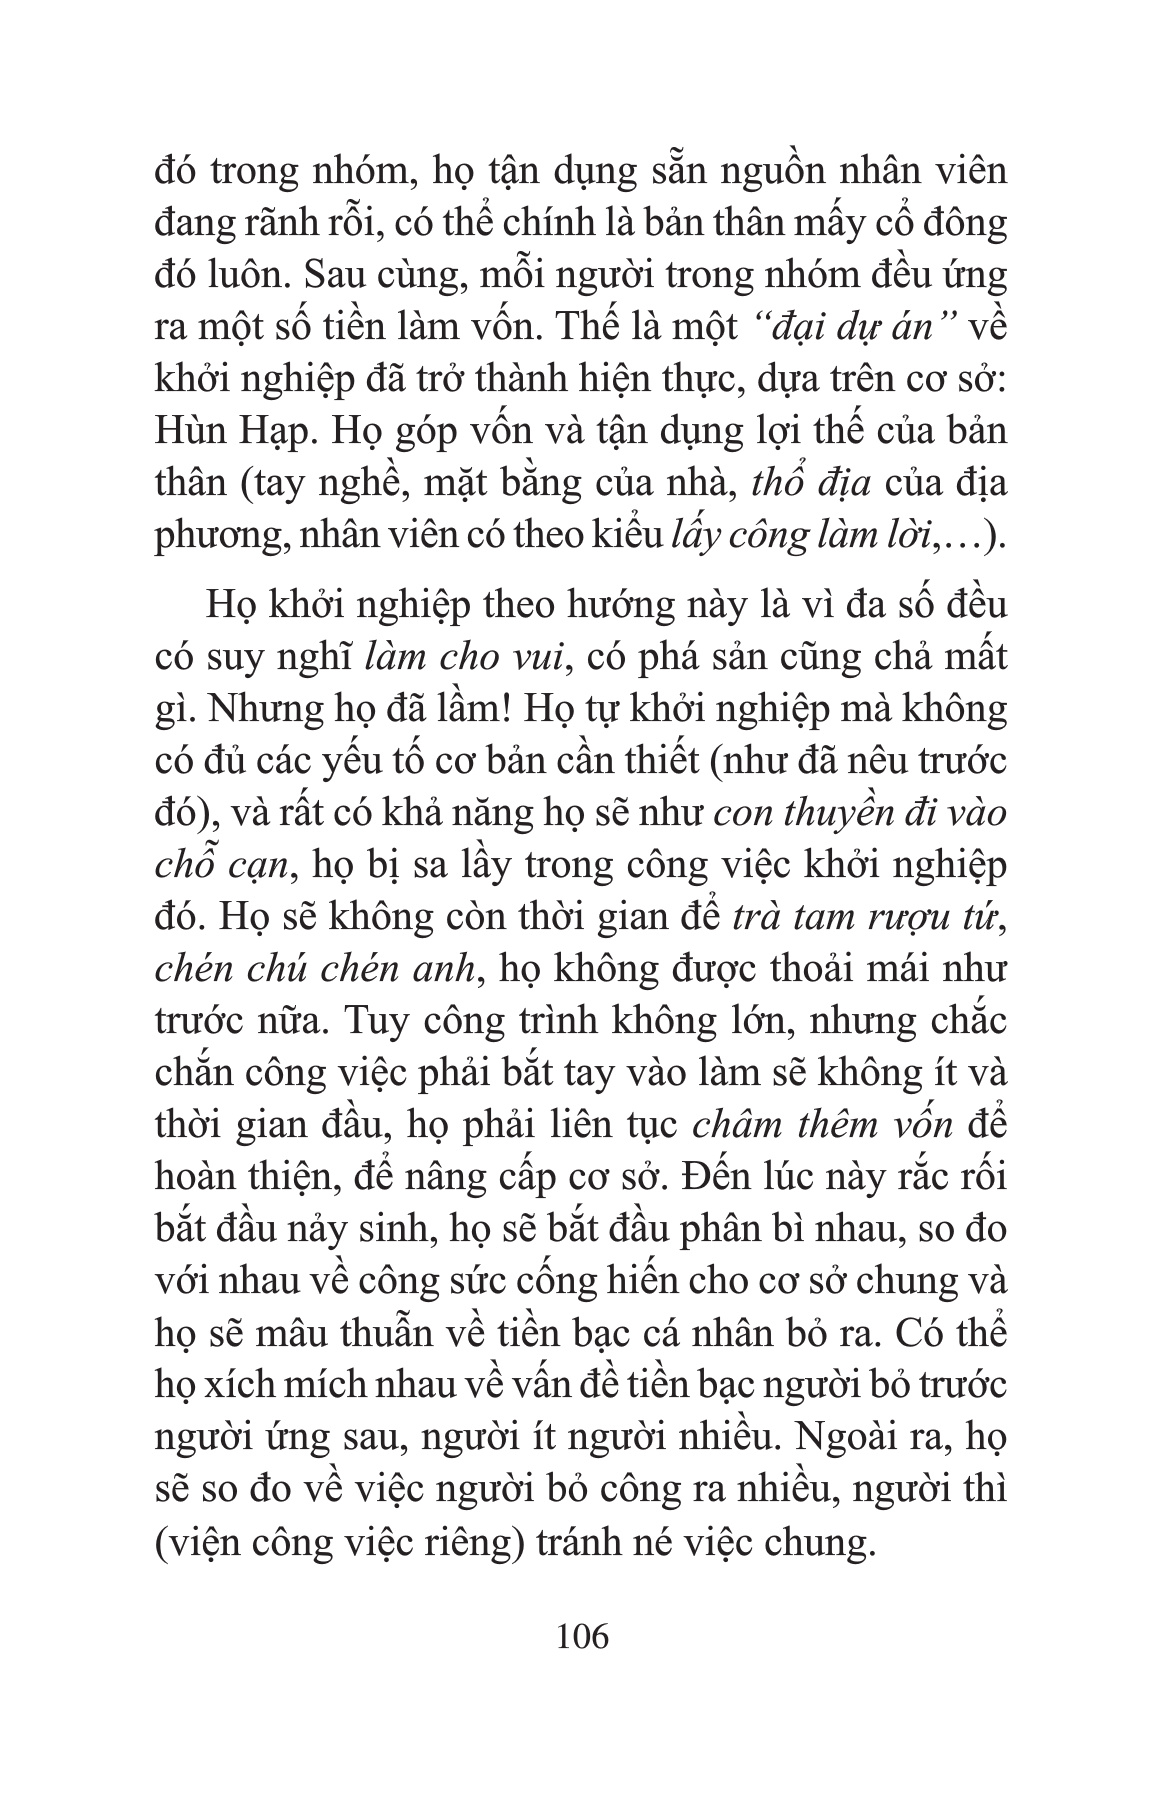 đó trong nhóm, họ tận dụng sẵn nguồn nhân viên
đang rãnh rỗi, có thể chính là bản thân mấy cổ đông
đó luôn. Sau cùng, mỗi người trong nhóm đều ứng
ra một số tiền làm vốn. Thế là một “đại dự án” về
khởi nghiệp đã trở thành hiện thực, dựa trên cơ sở:
Hùn Hạp. Họ góp vốn và tận dụng lợi thế của bản
thân (tay nghề, mặt bằng của nhà, thổ địa của địa
phương, nhân viên có theo kiểu lấy công làm lời,…).
Họ khởi nghiệp theo hướng này là vì đa số đều
có suy nghĩ làm cho vui, có phá sản cũng chả mất
gì. Nhưng họ đã lầm! Họ tự khởi nghiệp mà không
có đủ các yếu tố cơ bản cần thiết (như đã nêu trước
đó), và rất có khả năng họ sẽ như con thuyền đi vào
chỗ cạn, họ bị sa lầy trong công việc khởi nghiệp
đó. Họ sẽ không còn thời gian để trà tam rượu tứ,
chén chú chén anh, họ không được thoải mái như
trước nữa. Tuy công trình không lớn, nhưng chắc
chắn công việc phải bắt tay vào làm sẽ không ít và
thời gian đầu, họ phải liên tục châm thêm vốn để
hoàn thiện, để nâng cấp cơ sở. Đến lúc này rắc rối
bắt đầu nảy sinh, họ sẽ bắt đầu phân bì nhau, so đo
với nhau về công sức cống hiến cho cơ sở chung và
họ sẽ mâu thuẫn về tiền bạc cá nhân bỏ ra. Có thể
họ xích mích nhau về vấn đề tiền bạc người bỏ trước
người ứng sau, người ít người nhiều. Ngoài ra, họ
sẽ so đo về việc người bỏ công ra nhiều, người thì
(viện công việc riêng) tránh né việc chung.
106